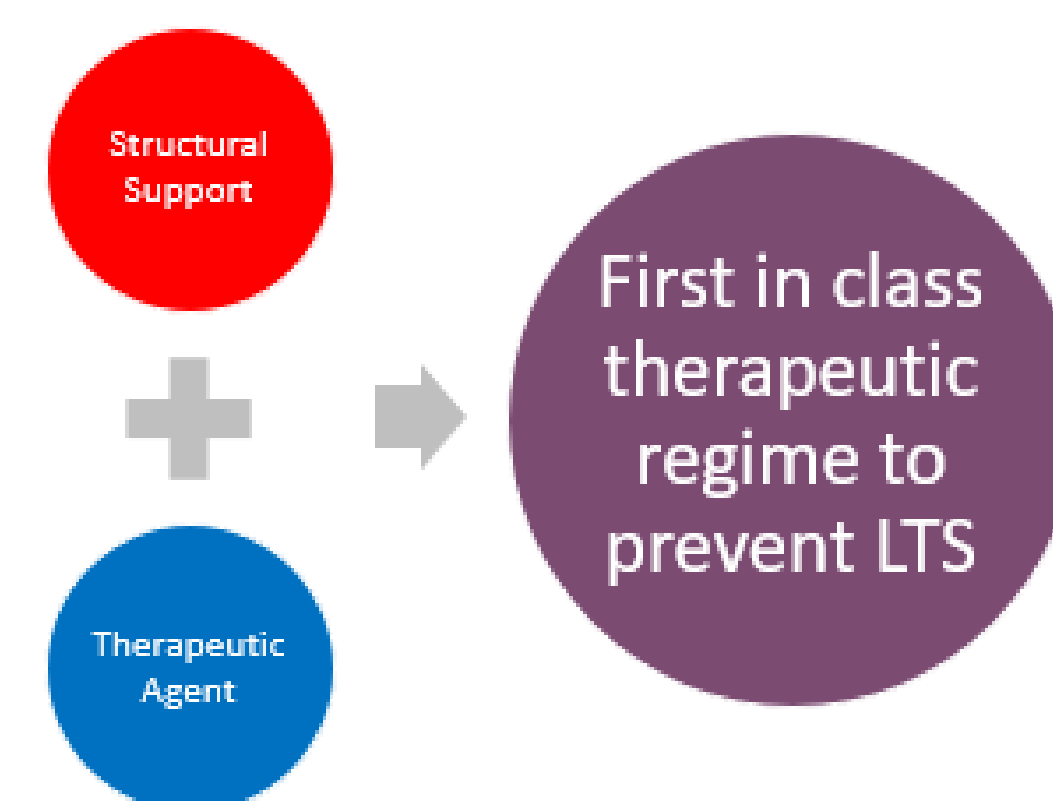 Structural
Support
Therapeutic
Agent
First in class
therapeutic
regime to
prevent LTS